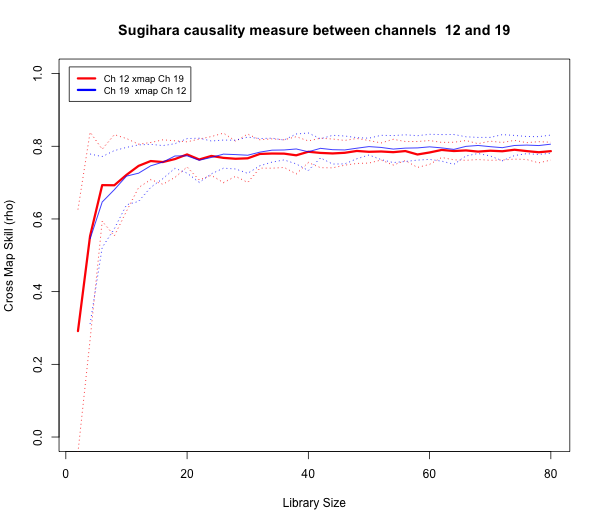 Sugihara causality measure between channels  12 and 19
Ch 12 xmap Ch 19
Ch 19  xmap Ch 12
Cross Map Skill (rho)
1.0
0.8
0.6
0.4
0.2
0.0
0 20 40 60 80
Library Size